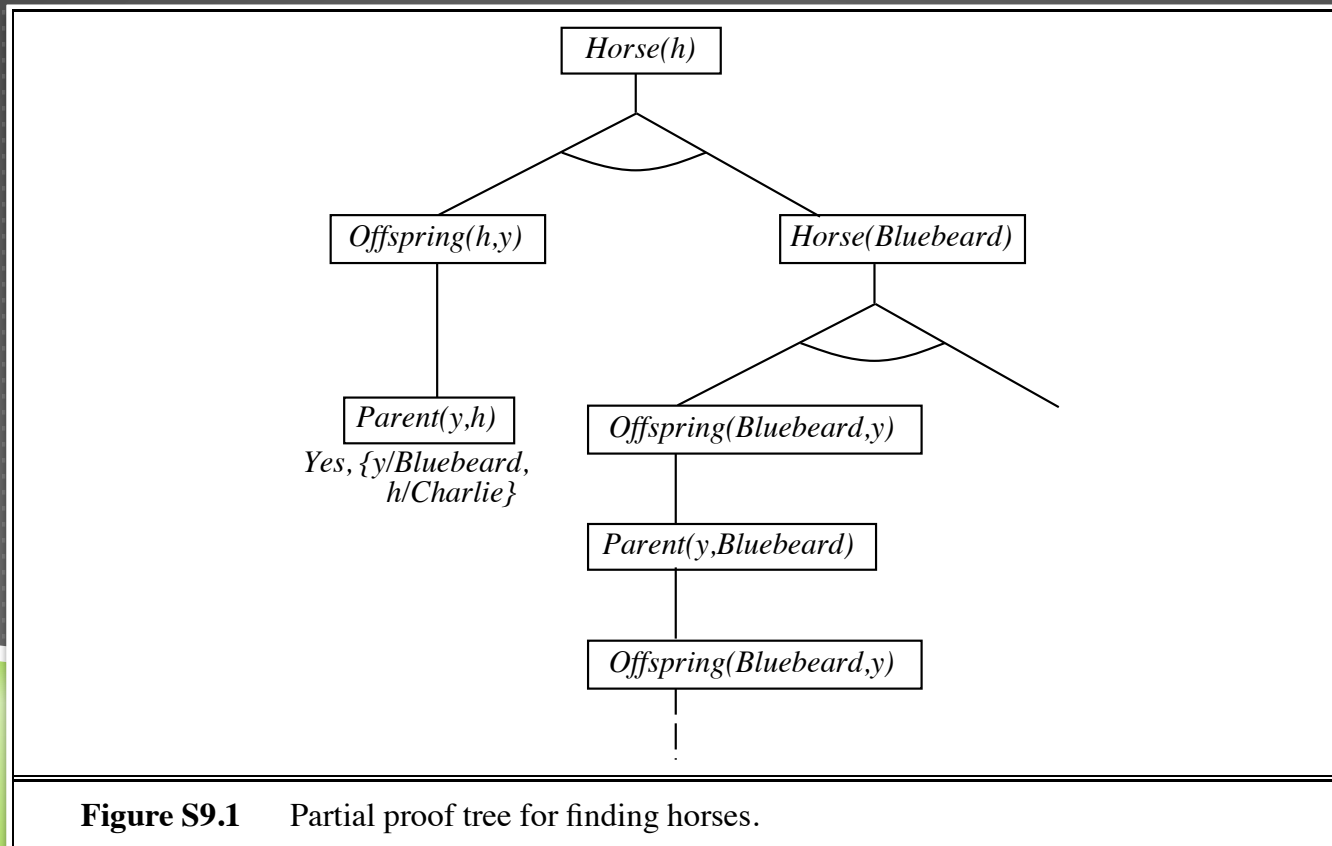 Horse(h)
Offspring(h,y)
Horse(Bluebeard)
Parent(y,h)
Offspring(Bluebeard,y)
Yes, {y/Bluebeard,
h/Charlie}
Parent(y,Bluebeard)
Offspring(Bluebeard,y)
Figure S9.1 Partial proof tree for finding horses.